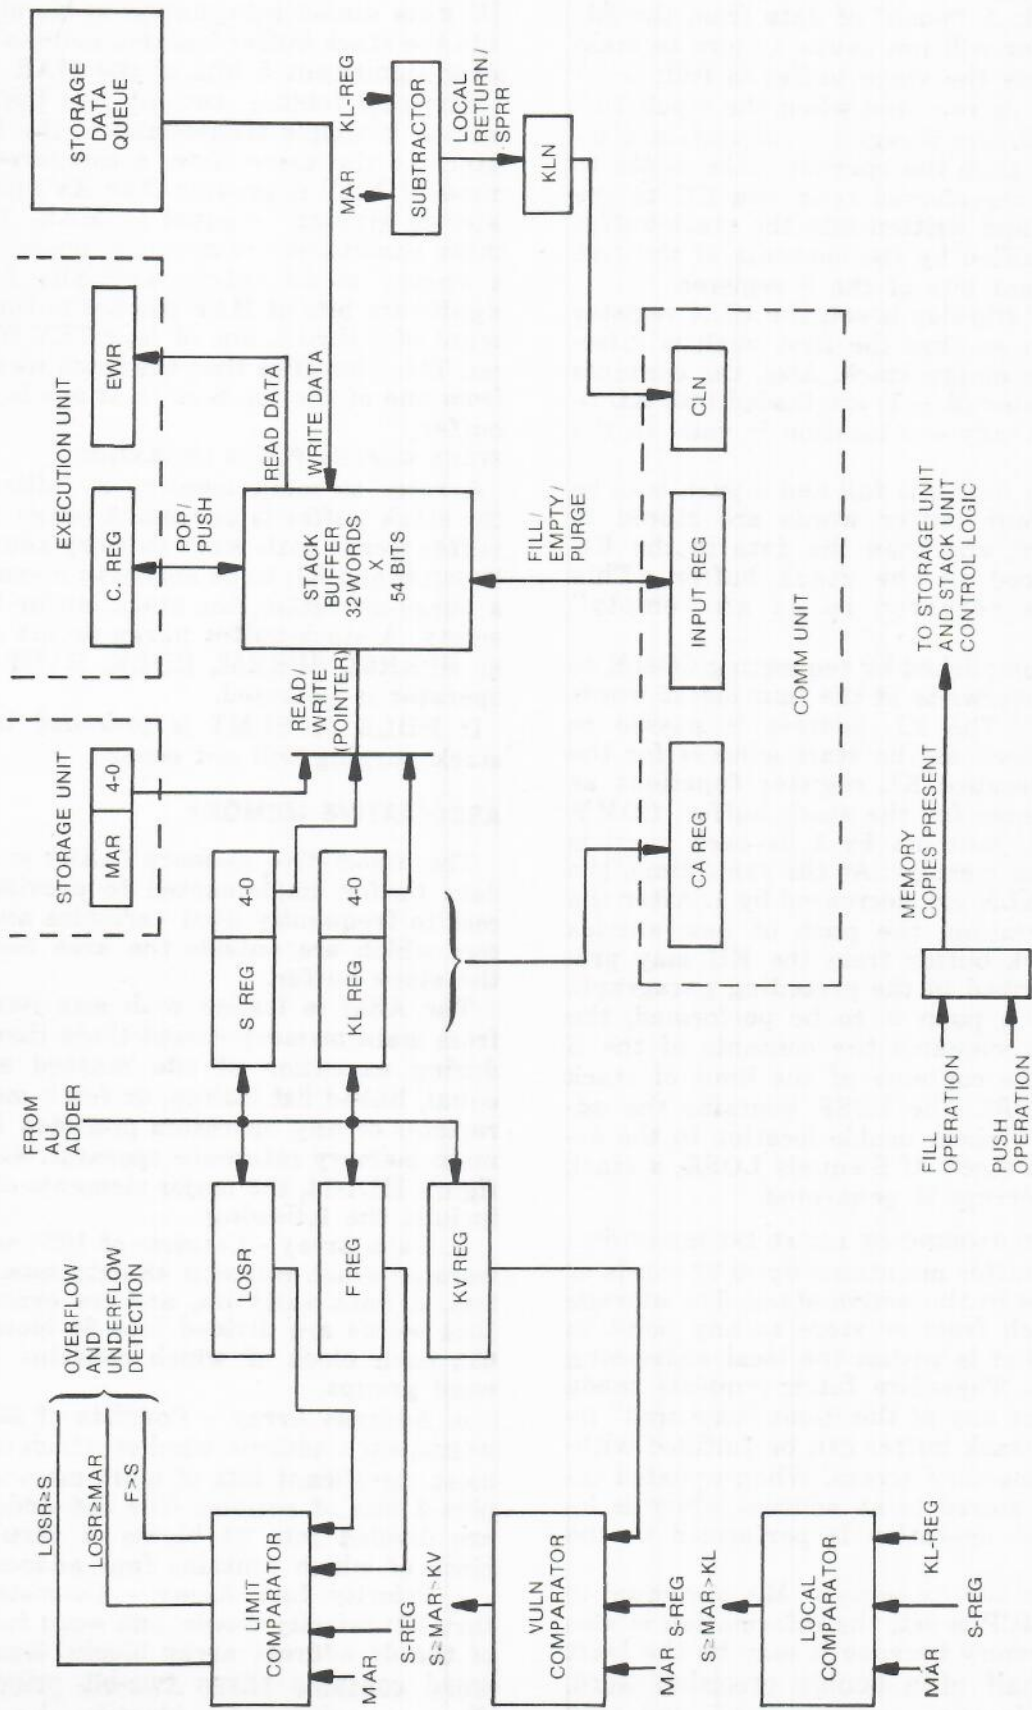 OVERFLOW
AND
UNDERFLOW
DETECTION
LOSR≥S
LOSR≥MAR
F>S
LIMIT
COMPARATOR
MAR
S-REG
S≥MAR>KV
VULN
COMPARATOR
MAR
S-REG
S≥MAR>KL
LOCAL
COMPARATOR
MAR
S-REG
KL-REG
FROM
AU
ADDER
LOSR
F REG
KV REG
S REG 4-0
KL REG 4-0
STORAGE UNIT
MAR 4-0
READ/
WRITE
(POINTER)
EXECUTION UNIT
C. REG
EWR
POP/
PUSH
READ DATA
WRITE DATA
STACK
BUFFER
32 WORDS
X
54 BITS
STORAGE
DATA
QUEUE
FILL/
EMPTY/
PURGE
MAR
KL-REG
SUBTRACTOR
LOCAL
RETURN/
SPRR
KLN
CA REG
INPUT REG
CLN
COMM UNIT
FILL
OPERATION
PUSH
OPERATION
MEMORY
COPIES PRESENT
TO STORAGE UNIT
AND STACK UNIT
CONTROL LOGIC